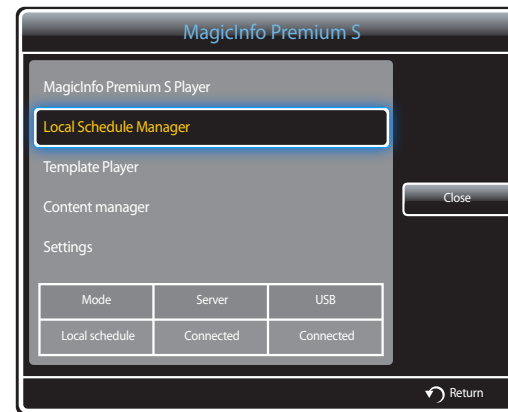 MagicInfo Premium S
MagicInfo Premium S Player
Local Schedule Manager
Template Player
Content manager
Settings
Close
Mode Server USB
Local schedule Connected Connected
Return